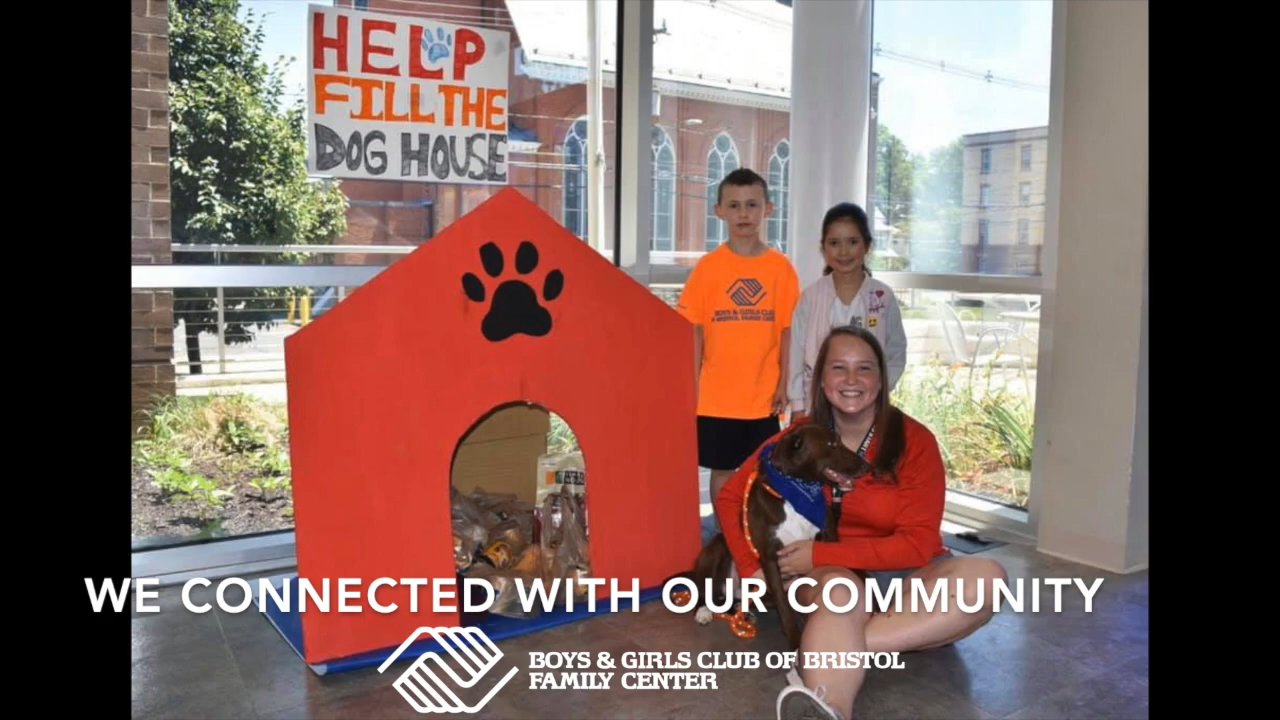 HELP
FILL THE
DOG HOUSE
BOYS & GIRLS CLUB
BRISTOL FAMILY CENTER
WE CONNECTED WITH OUR COMMUNITY
BOYS & GIRLS CLUB OF BRISTOL
FAMILY CENTER